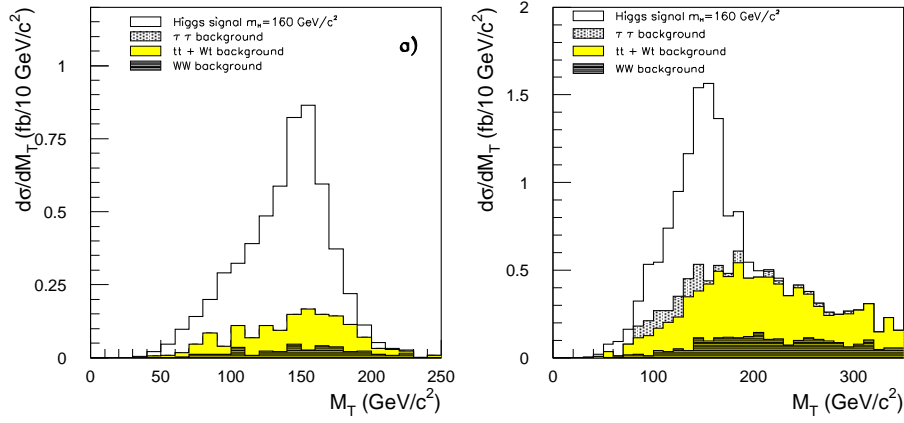 Higgs signal m_H=160 GeV/c²
τ τ background
tt + Wt background
WW background
a)
dσ/dM_T (fb/10 GeV/c²)
1
0.75
0.5
0.25
0
0 50 100 150 200 250
M_T (GeV/c²)
Higgs signal m_H=160 GeV/c²
τ τ background
tt + Wt background
WW background
dσ/dM_T (fb/10 GeV/c²)
2
1.5
1
0.5
0
100 200 300
M_T (GeV/c²)